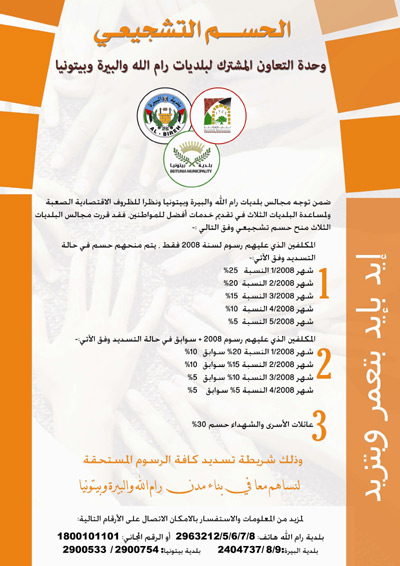 الحسم التشجيعي
وحدة التعاون المشترك لبلديات رام الله والبيرة وبيتونيا
AL - BIREH
بلدية بيتونيا
BEITUNIA MUNICIPALITY
ضمن توجه مجالس بلديات رام الله والبيرة وبيتونيا ونظرا للظروف الاقتصادية الصعبة
ولمساعدة البلديات الثلاث في تقديم خدمات أفضل للمواطنين, فقد قررت مجالس البلديات
الثلاث منح حسم تشجيعي وفق التالي :-
1
المكلفين الذي عليهم رسوم لسنة 2008 فقط , يتم منحهم حسم في حالة
التسديد وفق الأتي:-
شهر 1/2008 النسبة 25%
شهر 2/2008 النسبة 20%
شهر 3/2008 النسبة 15%
شهر 4/2008 النسبة 10%
شهر 5/2008 النسبة 5%
2
المكلفين الذي عليهم رسوم 2008 + سوابق في حالة التسديد وفق الأتي:-
شهر 1/2008 النسبة 20% سوابق 10%
شهر 2/2008 النسبة 15% سوابق 10%
شهر 3/2008 النسبة 10% سوابق 5%
شهر 4/2008 النسبة 5% سوابق 5%
3
عائلات الأسرى والشهداء حسم 30%
وذلك شريطة تسديد كافة الرسوم المستحقة
لنساهم معا في بناء مدن رام الله والبيرة وبيتونيا
لمزيد من المعلومات والاستفسار بالامكان الاتصال على الأرقام التالية:
بلدية رام الله هاتف: 2963212/5/6/7/8 أو الرقم المجاني: 1800101101
بلدية البيرة: 2404737/ 8/9 بلدية بيتونيا: 2900754 / 2900533
إيد بإيد بتعمر وبتزيد